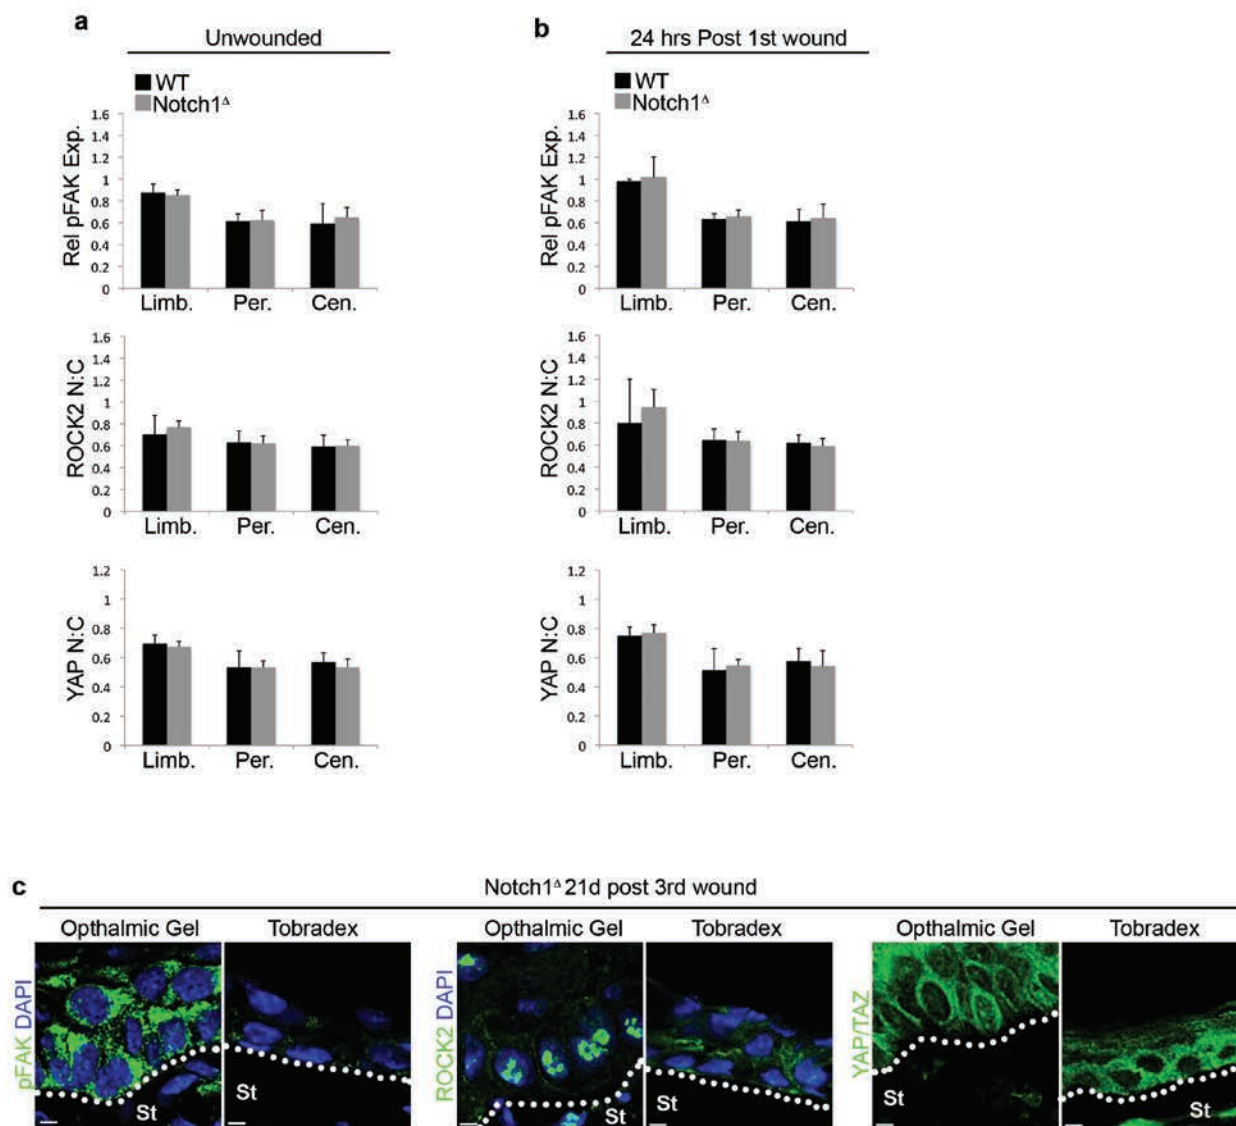 a
Unwounded
WT
Notch1Δ
Rel pFAK Exp.
1.6
1.4
1.2
1
0.8
0.6
0.4
0.2
0
Limb. Per. Cen.
ROCK2 N:C
1.6
1.4
1.2
1
0.8
0.6
0.4
0.2
0
Limb. Per. Cen.
YAP N:C
1.2
1
0.8
0.6
0.4
0.2
0
Limb. Per. Cen.
b
24 hrs Post 1st wound
WT
Notch1Δ
Rel pFAK Exp.
1.6
1.4
1.2
1
0.8
0.6
0.4
0.2
0
Limb. Per. Cen.
ROCK2 N:C
1.6
1.4
1.2
1
0.8
0.6
0.4
0.2
0
Limb. Per. Cen.
YAP N:C
1.2
1
0.8
0.6
0.4
0.2
0
Limb. Per. Cen.
c
Notch1Δ 21d post 3rd wound
Opthalmic Gel Tobradex
pFAK DAPI
St St
Opthalmic Gel Tobradex
ROCK2 DAPI
St St
Opthalmic Gel Tobradex
YAP/TAZ
St St